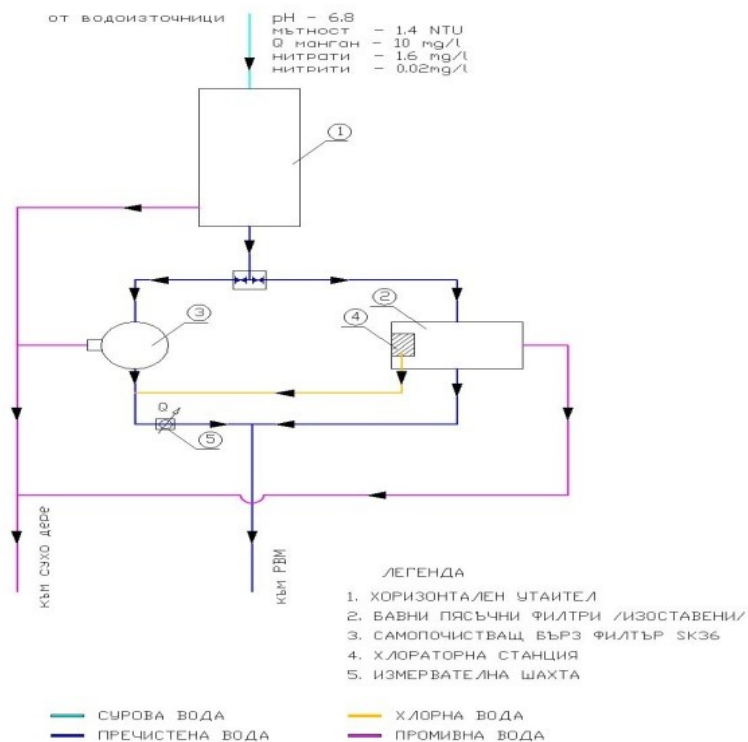 от водоизточници
pH - 6.8
мътност - 1.4 NTU
Q манган - 10 mg/l
нитрати - 1.6 mg/l
нитрити - 0.02mg/l
1
2
3
4
Q
5
към сухо дере
към РВМ
ЛЕГЕНДА
1. ХОРИЗОНТАЛЕН УТАИТЕЛ
2. БАВНИ ПЯСЪЧНИ ФИЛТРИ /ИЗОСТАВЕНИ/
3. САМОПОЧИСТВАЩ БЪРЗ ФИЛТЪР SK36
4. ХЛОРАТОРНА СТАНЦИЯ
5. ИЗМЕРВАТЕЛНА ШАХТА
СУРОВА ВОДА
ХЛОРНА ВОДА
ПРЕЧИСТЕНА ВОДА
ПРОМИВНА ВОДА